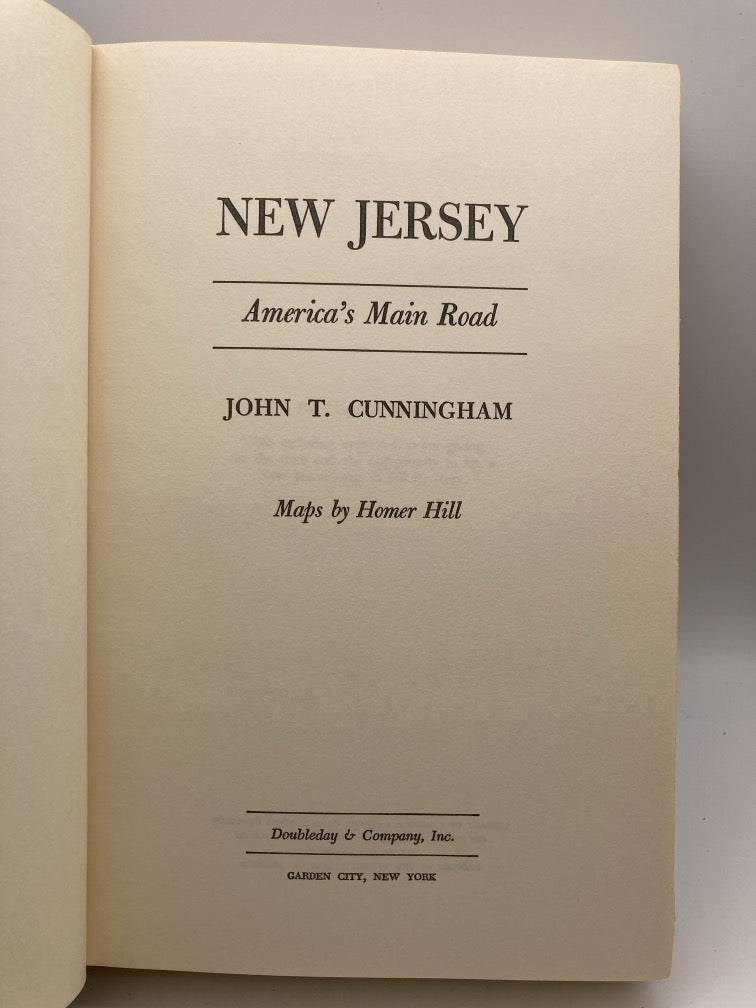 NEW JERSEY
America's Main Road
JOHN T. CUNNINGHAM
Maps by Homer Hill
Doubleday & Company, Inc.
GARDEN CITY, NEW YORK